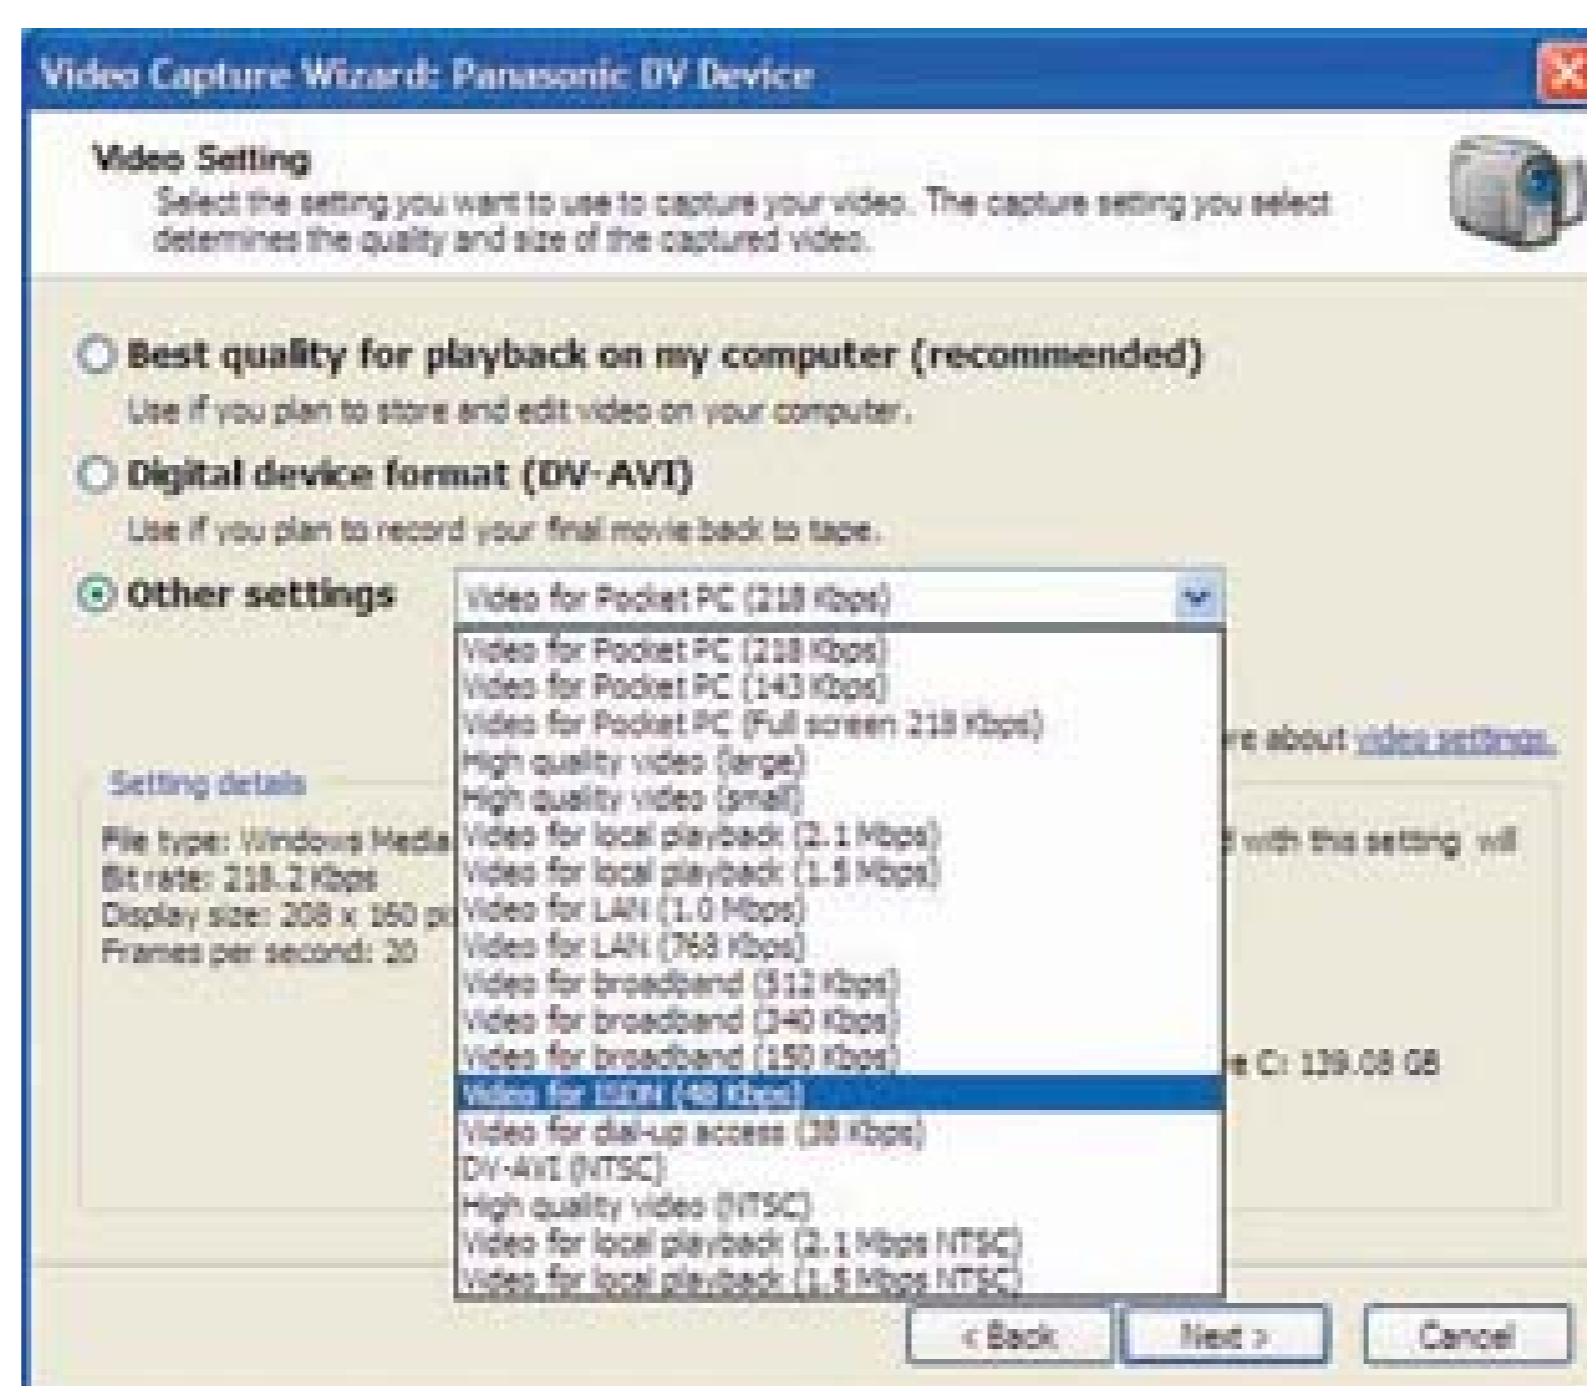 Video Capture Wizard: Panasonic DV Device
Video Setting
Select the setting you want to use to capture your video. The capture setting you select
determines the quality and size of the captured video.
Best quality for playback on my computer (recommended)
Use if you plan to store and edit video on your computer.
Digital device format (DV-AVI)
Use if you plan to record your final movie back to tape.
Other settings
Video for Pocket PC (218 Kbps)
Video for Pocket PC (218 Kbps)
Video for Pocket PC (143 Kbps)
Video for Pocket PC (Full screen 218 Kbps)
High quality video (large)
High quality video (small)
Video for local playback (2.1 Mbps)
Video for local playback (1.5 Mbps)
Video for LAN (1.0 Mbps)
Video for LAN (768 Kbps)
Video for broadband (512 Kbps)
Video for broadband (340 Kbps)
Video for broadband (150 Kbps)
Video for ISDN (48 Kbps)
Video for dial-up access (38 Kbps)
DV-AVI (NTSC)
High quality video (NTSC)
Video for local playback (2.1 Mbps NTSC)
Video for local playback (1.5 Mbps NTSC)
re about video settings.
Setting details
File type: Windows Media
Bit rate: 218.2 Kbps
Display size: 208 x 160 pi
Frames per second: 20
d with this setting will
e C: 139.08 GB
< Back
Next >
Cancel